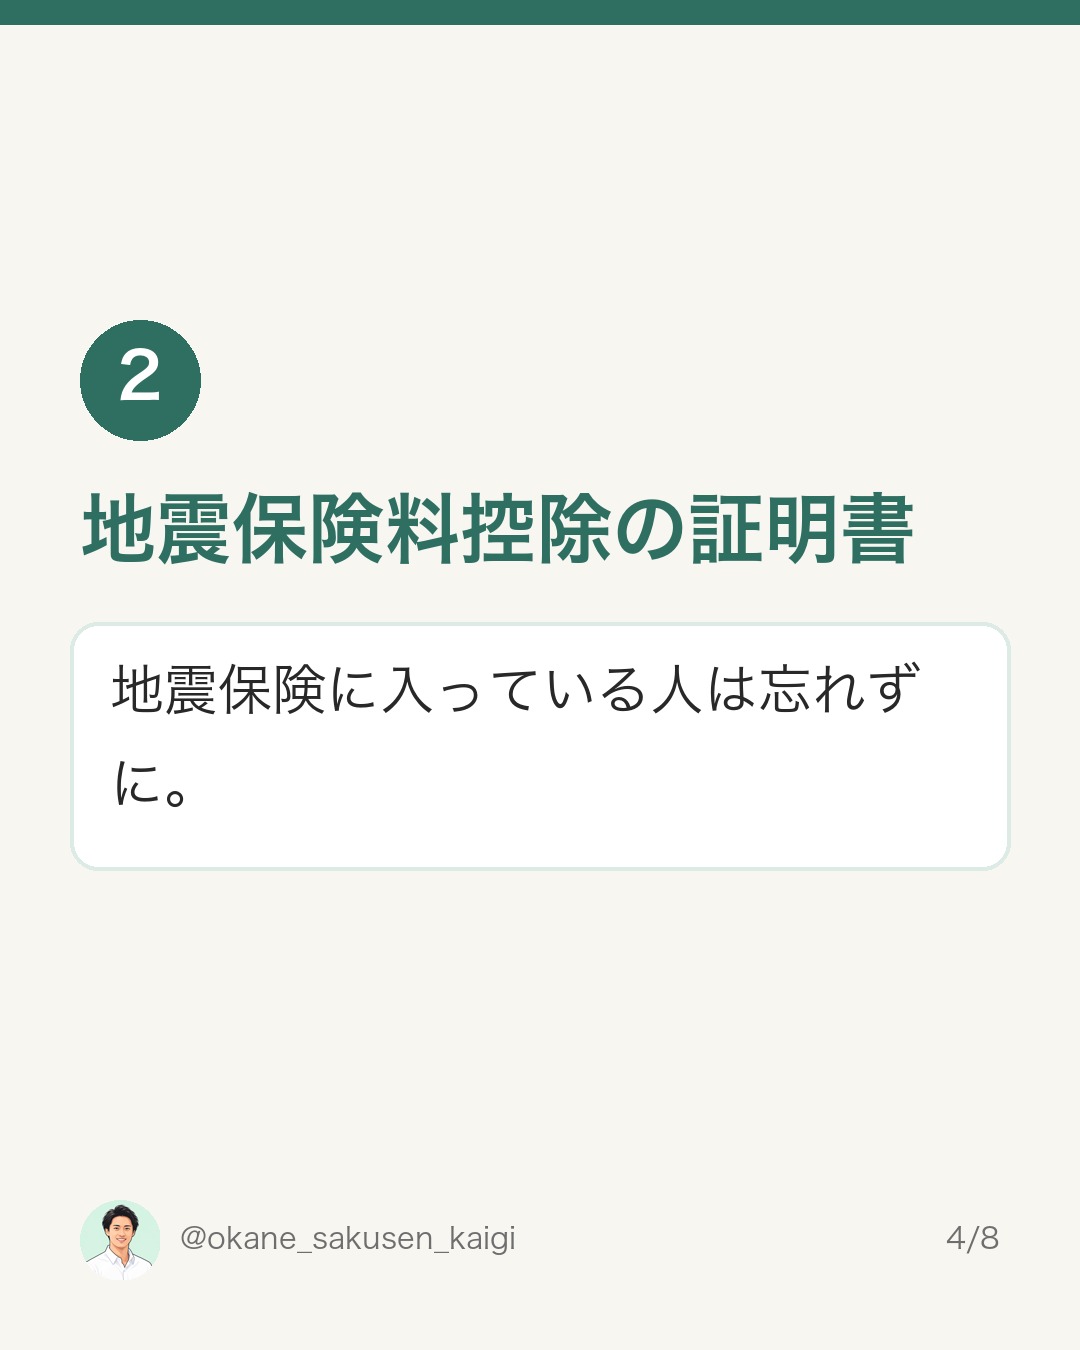 2
地震保険料控除の証明書
地震保険に入っている人は忘れず
に。
@okane_sakusen_kaigi
4/8